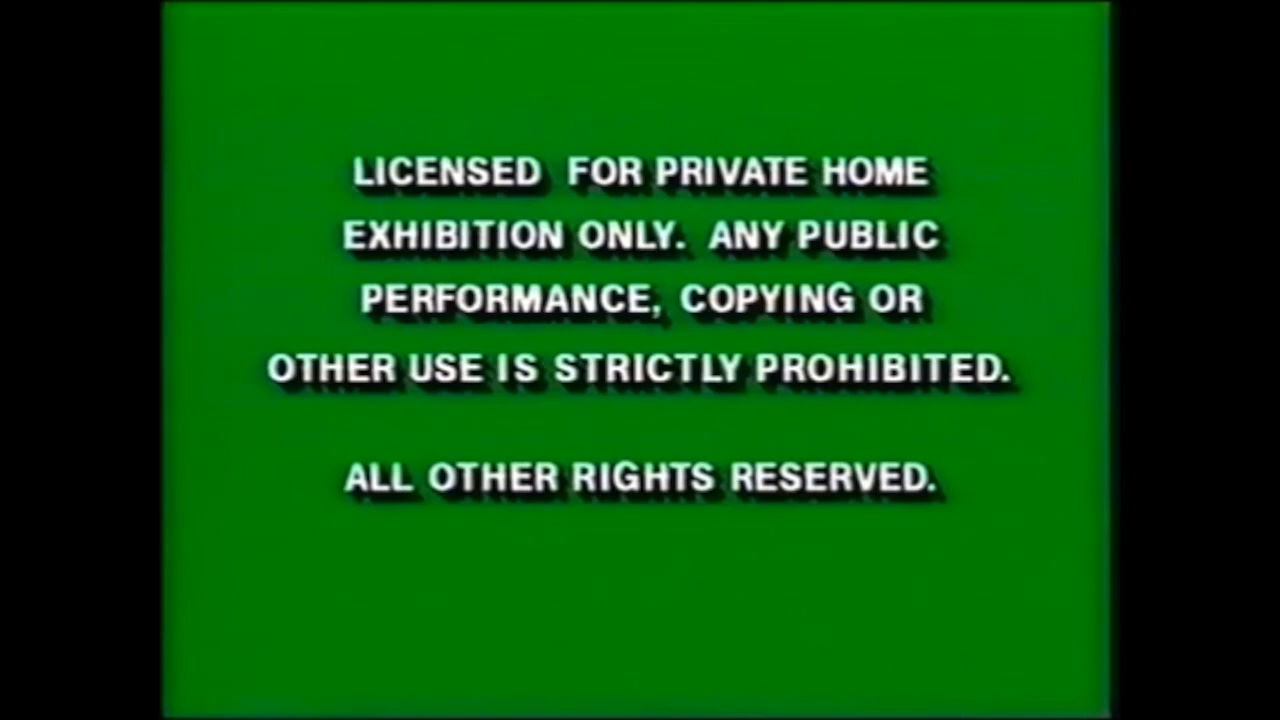 LICENSED FOR PRIVATE HOME
EXHIBITION ONLY. ANY PUBLIC
PERFORMANCE, COPYING OR
OTHER USE IS STRICTLY PROHIBITED.
ALL OTHER RIGHTS RESERVED.